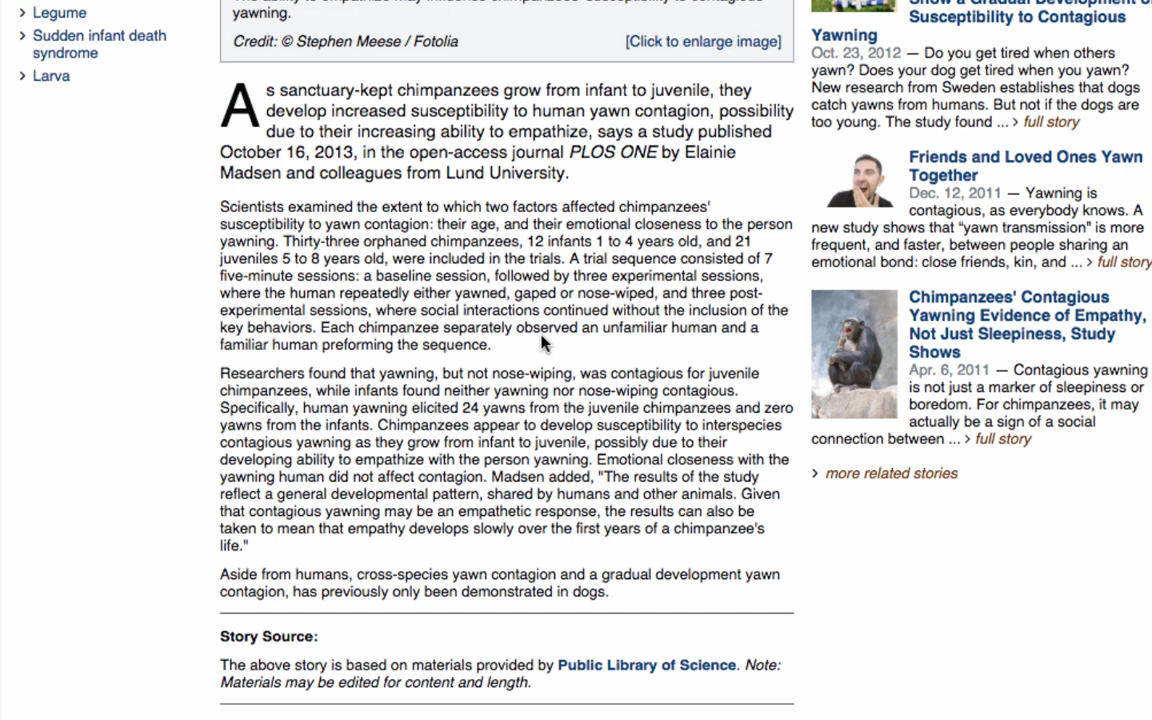 Legume
Sudden infant death
syndrome
Larva
yawning.
Credit: © Stephen Meese / Fotolia
[Click to enlarge image]
As sanctuary-kept chimpanzees grow from infant to juvenile, they
develop increased susceptibility to human yawn contagion, possibility
due to their increasing ability to empathize, says a study published
October 16, 2013, in the open-access journal PLOS ONE by Elainie
Madsen and colleagues from Lund University.
Scientists examined the extent to which two factors affected chimpanzees'
susceptibility to yawn contagion: their age, and their emotional closeness to the person
yawning. Thirty-three orphaned chimpanzees, 12 infants 1 to 4 years old, and 21
juveniles 5 to 8 years old, were included in the trials. A trial sequence consisted of 7
five-minute sessions: a baseline session, followed by three experimental sessions,
where the human repeatedly either yawned, gaped or nose-wiped, and three post-
experimental sessions, where social interactions continued without the inclusion of the
key behaviors. Each chimpanzee separately observed an unfamiliar human and a
familiar human preforming the sequence.
Researchers found that yawning, but not nose-wiping, was contagious for juvenile
chimpanzees, while infants found neither yawning nor nose-wiping contagious.
Specifically, human yawning elicited 24 yawns from the juvenile chimpanzees and zero
yawns from the infants. Chimpanzees appear to develop susceptibility to interspecies
contagious yawning as they grow from infant to juvenile, possibly due to their
developing ability to empathize with the person yawning. Emotional closeness with the
yawning human did not affect contagion. Madsen added, "The results of the study
reflect a general developmental pattern, shared by humans and other animals. Given
that contagious yawning may be an empathetic response, the results can also be
taken to mean that empathy develops slowly over the first years of a chimpanzee's
life."
Aside from humans, cross-species yawn contagion and a gradual development yawn
contagion, has previously only been demonstrated in dogs.
Story Source:
The above story is based on materials provided by Public Library of Science. Note:
Materials may be edited for content and length.
Susceptibility to Contagious
Yawning
Oct. 23, 2012 — Do you get tired when others
yawn? Does your dog get tired when you yawn?
New research from Sweden establishes that dogs
catch yawns from humans. But not if the dogs are
too young. The study found ... > full story
Friends and Loved Ones Yawn
Together
Dec. 12, 2011 — Yawning is
contagious, as everybody knows. A
new study shows that "yawn transmission" is more
frequent, and faster, between people sharing an
emotional bond: close friends, kin, and ... > full story
Chimpanzees' Contagious
Yawning Evidence of Empathy,
Not Just Sleepiness, Study
Shows
Apr. 6, 2011 — Contagious yawning
is not just a marker of sleepiness or
boredom. For chimpanzees, it may
actually be a sign of a social
connection between ... > full story
> more related stories